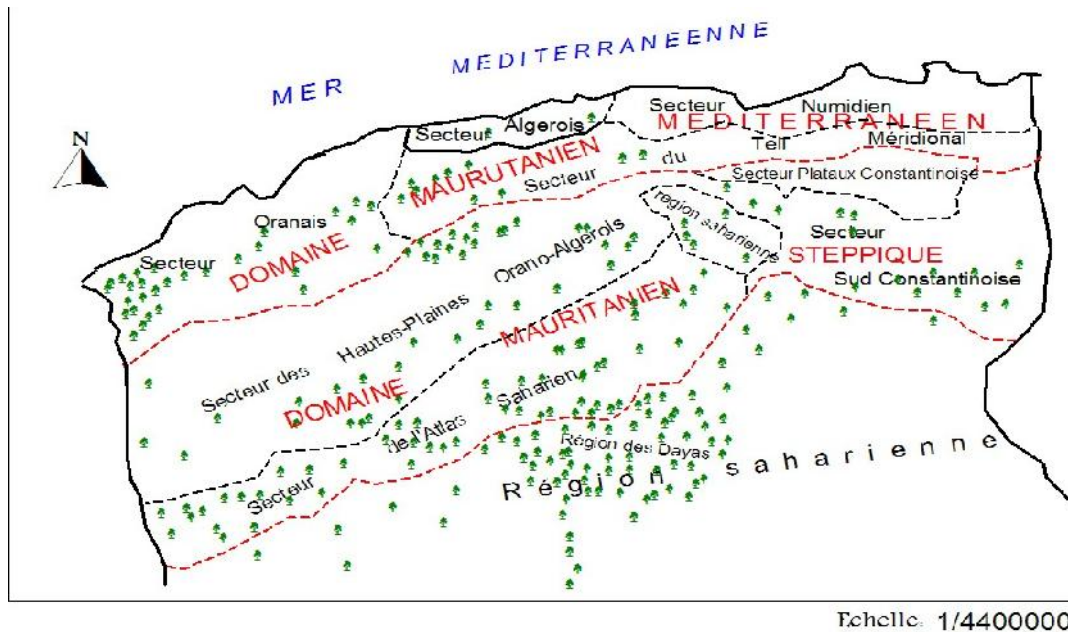 MER MEDITERRANEENNE
N
Secteur Algerois
Secteur Numidien
DOMAINE MAURUTANIEN MEDITERRANEEN
Secteur du Tell Méridional
Secteur Plataux Constantinoise
Secteur Oranais
région saharienne
Secteur des Hautes-Plaines Orano-Algerois
DOMAINE MAURITANIEN STEPPIQUE
Secteur Sud Constantinoise
Secteur de l'Atlas Saharien
Région des Dayas
Région saharienne
Echelle: 1/4400000